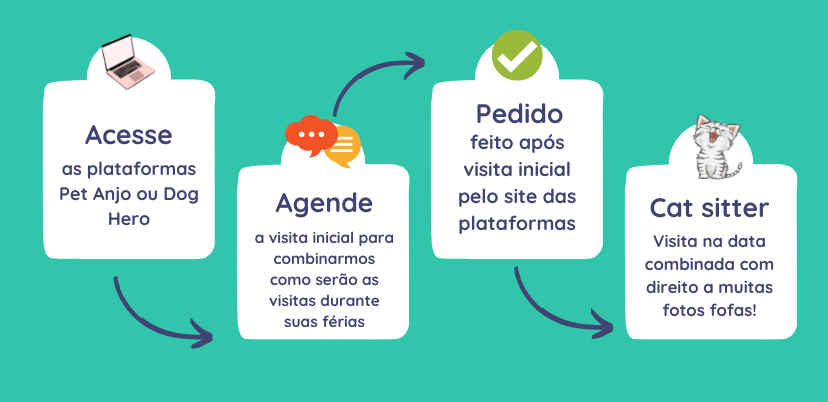 Acesse
as plataformas
Pet Anjo ou Dog
Hero
Agende
a visita inicial para
combinarmos
como serão as
visitas durante
suas férias
Pedido
feito após
visita inicial
pelo site das
plataformas
Cat sitter
Visita na data
combinada com
direito a muitas
fotos fofas!